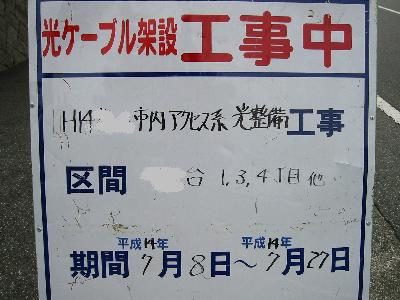 光ケーブル架設工事中
H14 市内アクセス系光整備工事
区間 台1,3,4丁目他
平成14年 平成14年
期間7月8日～7月27日